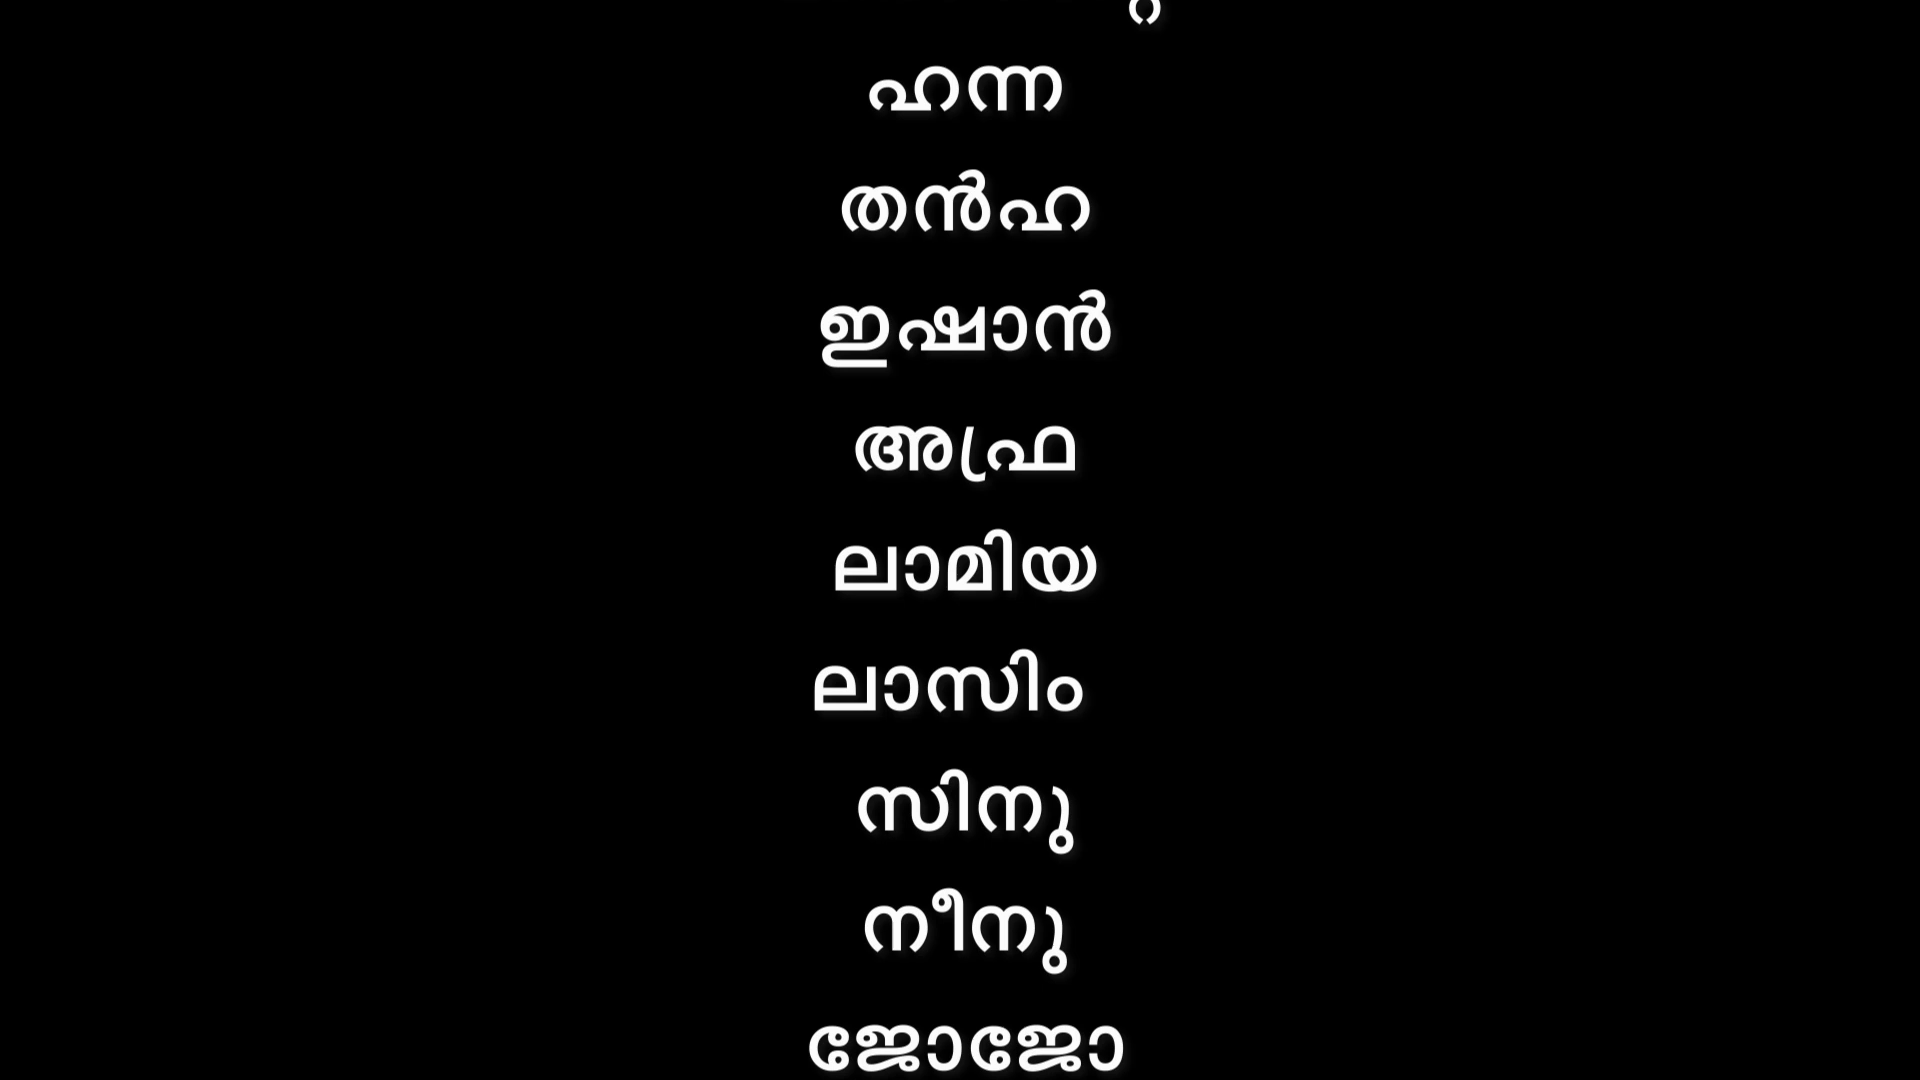 ഹന്ന
തൻഹ
ഇഷാൻ
അഫ്ര
ലാമിയ
ലാസിം
സിനു
നീനു
ജോജോ